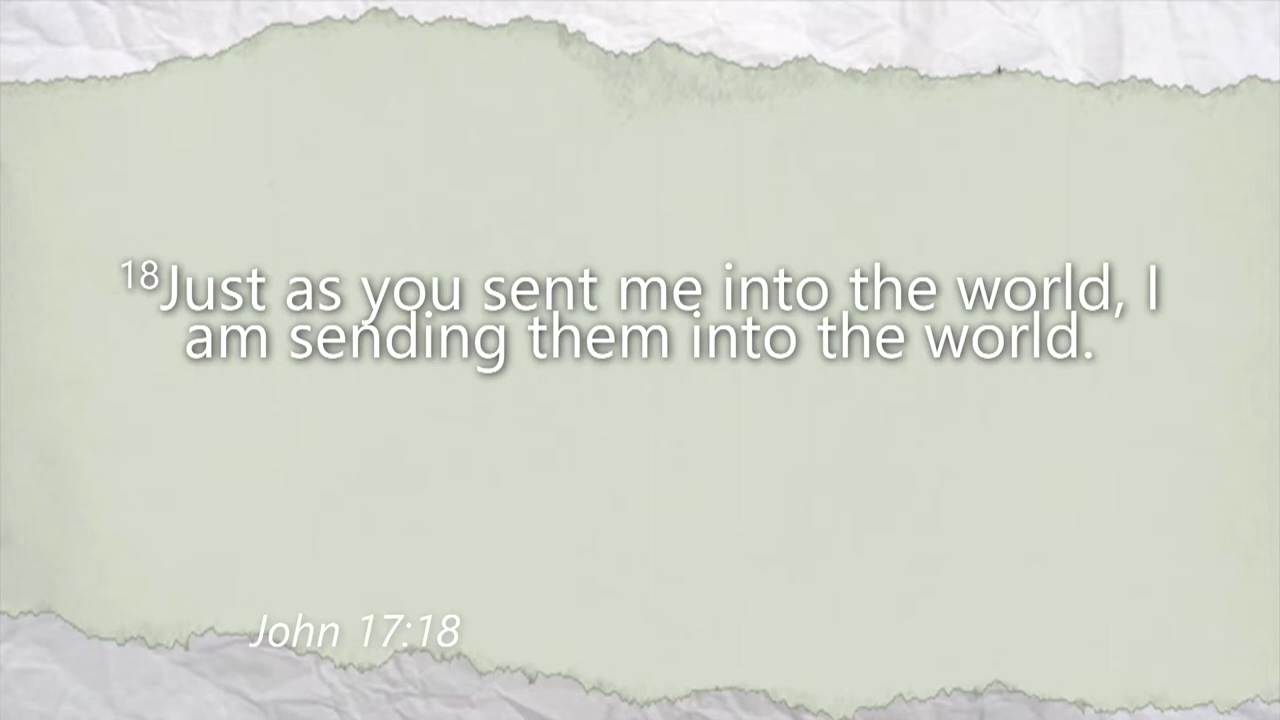 18Just as you sent me into the world, I
am sending them into the world.
John 17:18